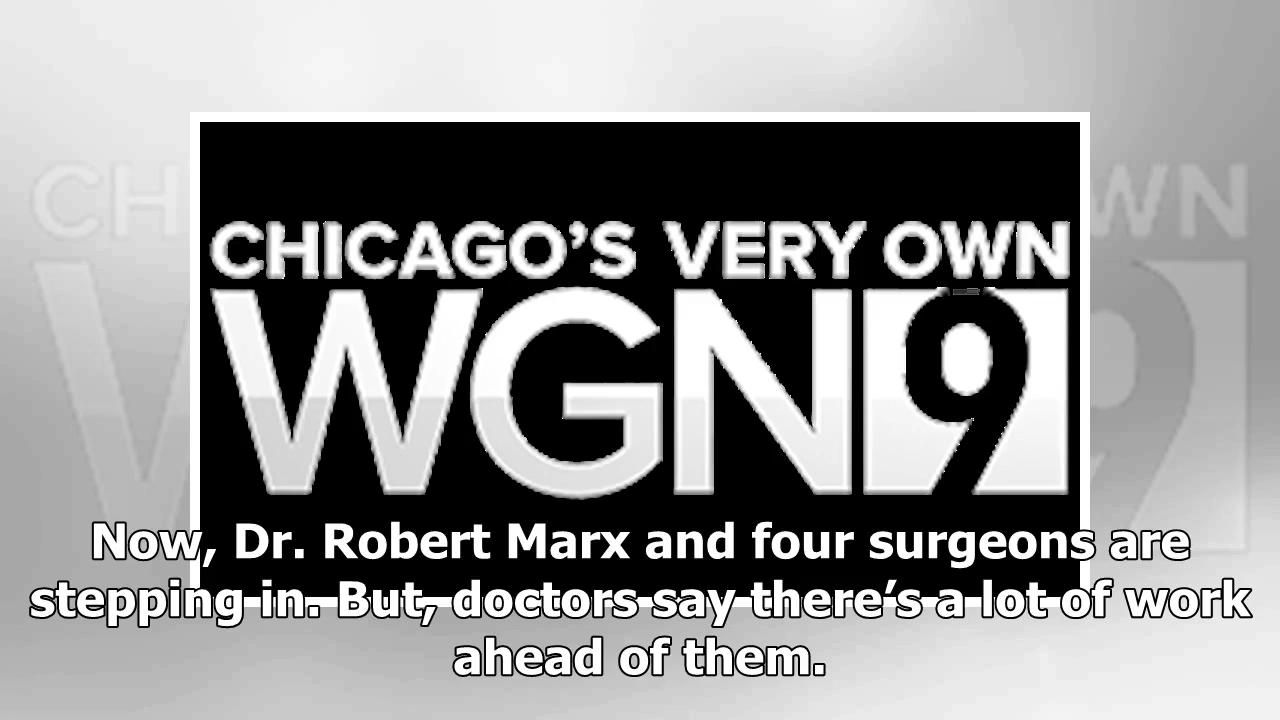 CHICAGO’S VERY OWN
WGN9
Now, Dr. Robert Marx and four surgeons are
stepping in. But, doctors say there’s a lot of work
ahead of them.